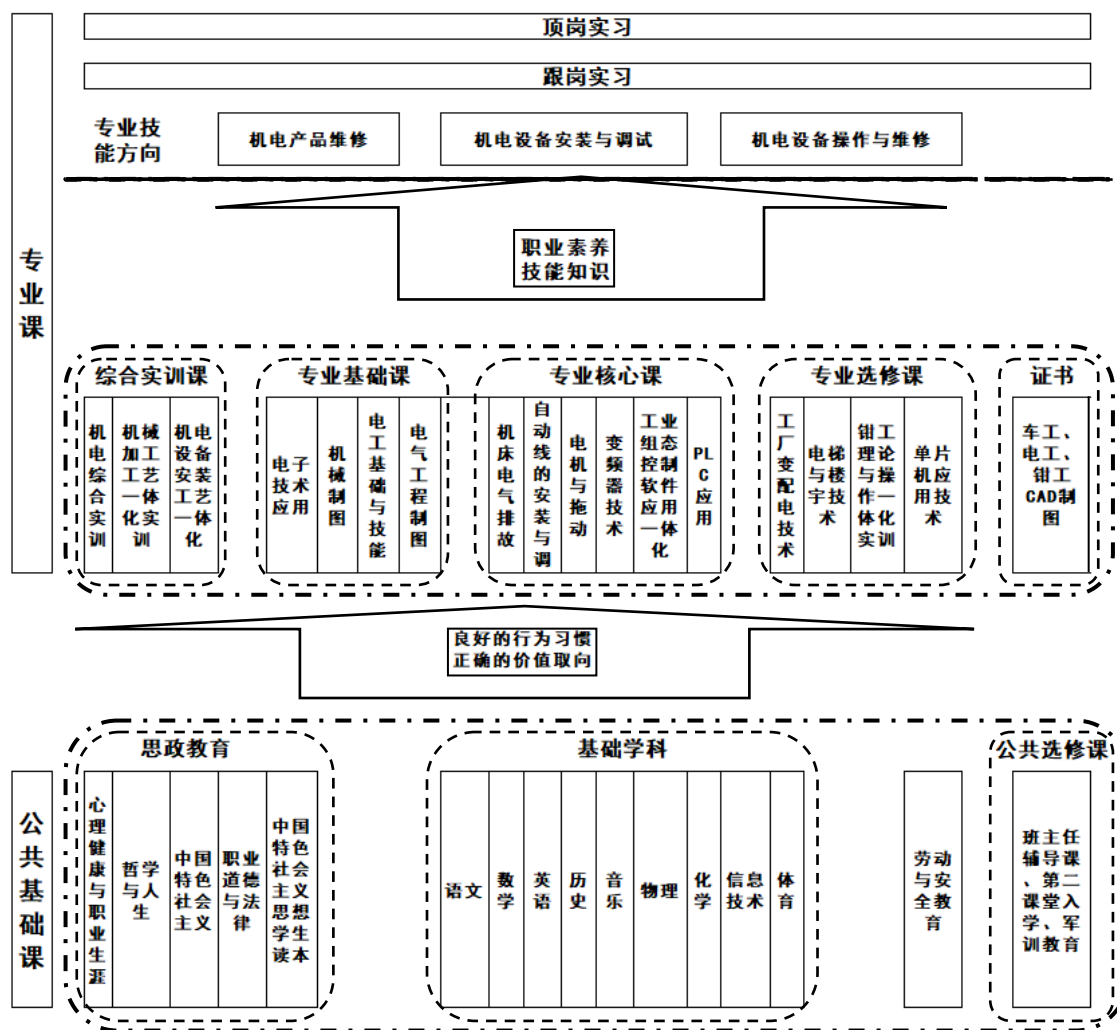 顶岗实习
跟岗实习
专业技
能方向
机电产品维修
机电设备安装与调试
机电设备操作与维修
职业素养
技能知识
专
业
课
综合实训课
专业基础课
专业核心课
专业选修课
证书
机
电
综
合
实
训
机械
加工
工艺
一体
化实
训
机电
设备
安装
工艺
一体
化
电子
技术
应用
机
械
制
图
电
工
基
础
与
技
能
电
气
工
程
制
图
机
床
电
气
排
故
自
动
线
的
安
装
与
调
电
机
与
拖
动
变
频
器
技
术
工业
组态
控制
软件
应用
一体
化
PL
C
应
用
工
厂
变
配
电
技
术
电梯
与楼
宇技
术
钳工
理论
与操
作一
体化
实训
单片
机应
用技
术
车工、
电工、
钳工
CAD制
图
良好的行为习惯
正确的价值取向
公
共
基
础
课
思政教育
基础学科
公共选修课
心
理
健
康
与
职
业
生
涯
哲学
与人
生
中国
特色
社会
主义
职业
道德
与法
律
中国
特色
社会
主义
思想
学生
读本
语文
数
学
英
语
历
史
音
乐
物理
化
学
信息
技术
体
育
劳动
与安
全教
育
班主任
辅导课
、第二
课堂入
学、军
训教育